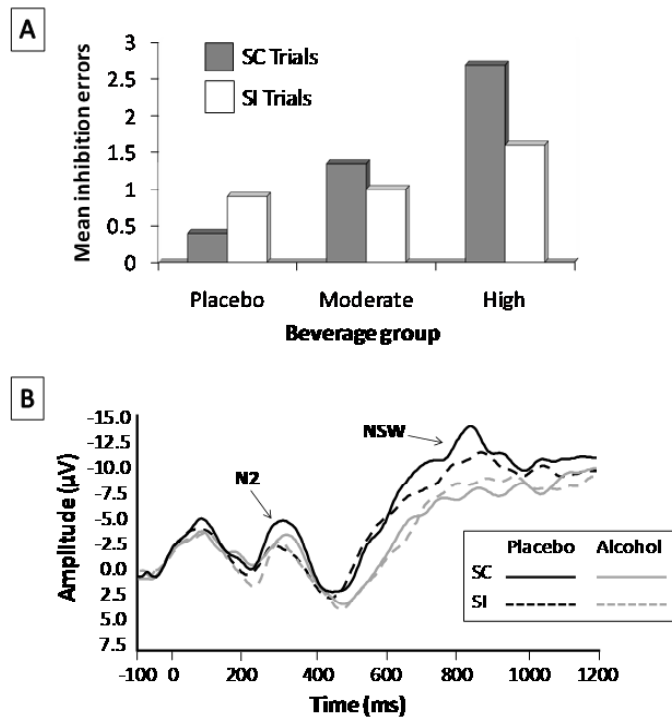 A
3
2.5
2
1.5
1
0.5
0
Mean inhibition errors
SC Trials
SI Trials
Placebo Moderate High
Beverage group
B
-15.0
-12.5
-10.0
-7.5
-5.0
-2.5
0.0
2.5
5.0
7.5
Amplitude (µV)
NSW
N2
Placebo Alcohol
SC
SI
-100 0 200 400 600 800 1000 1200
Time (ms)